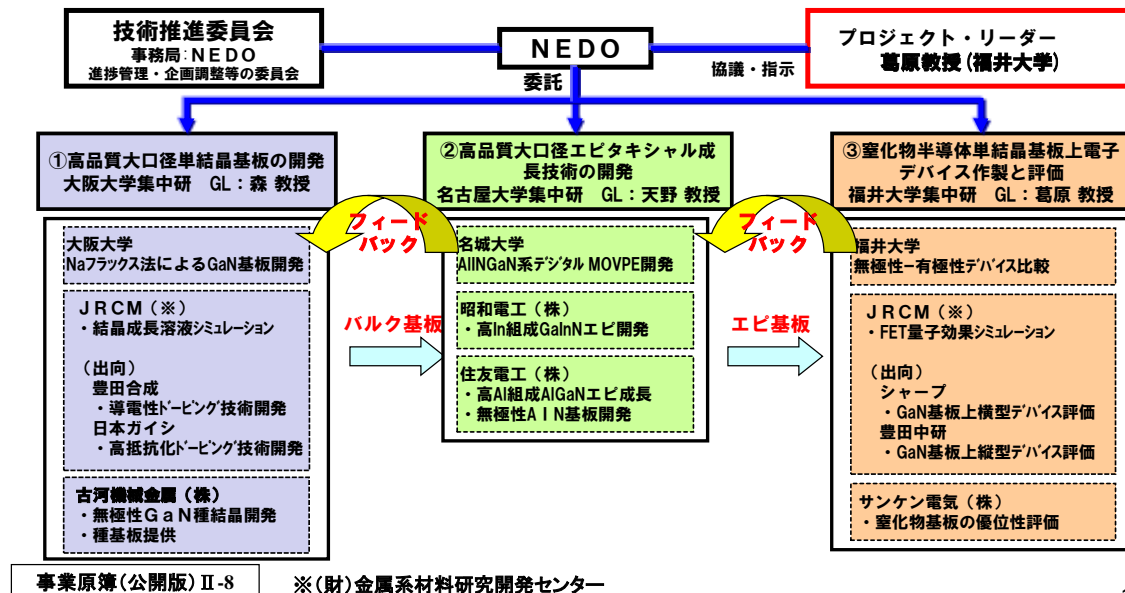 技術推進委員会
事務局:ＮＥＤＯ
進捗管理・企画調整等の委員会
ＮＥＤＯ
委託
協議・指示
プロジェクト・リーダー
葛原教授(福井大学)
①高品質大口径単結晶基板の開発
大阪大学集中研　GL：森 教授
②高品質大口径エピタキシャル成
長技術の開発
名古屋大学集中研　GL：天野 教授
③窒化物半導体単結晶基板上電子
デバイス作製と評価
福井大学集中研　GL：葛原 教授
フィード
バック
フィード
バック
大阪大学
Naフラックス法によるGaN基板開発
ＪＲＣＭ（※）
・結晶成長溶液シミュレーション
（出向）
豊田合成
・導電性ドーピング技術開発
日本ガイシ
・高抵抗化ドーピング技術開発
古河機械金属（株）
・無極性ＧａＮ種結晶開発
・種基板提供
バルク基板
名城大学
AlINGaN系デジタル MOVPE開発
昭和電工（株）
・高In組成GaInNエピ開発
住友電工（株）
・高Al組成AlGaNエピ成長
・無極性ＡｌＮ基板開発
エピ基板
福井大学
無極性−有極性デバイス比較
ＪＲＣＭ（※）
・FET量子効果シミュレーション
（出向）
シャープ
・GaN基板上横型デバイス評価
豊田中研
・GaN基板上縦型デバイス評価
サンケン電気（株）
・窒化物基板の優位性評価
事業原簿(公開版) Ⅱ-8
※(財)金属系材料研究開発センター